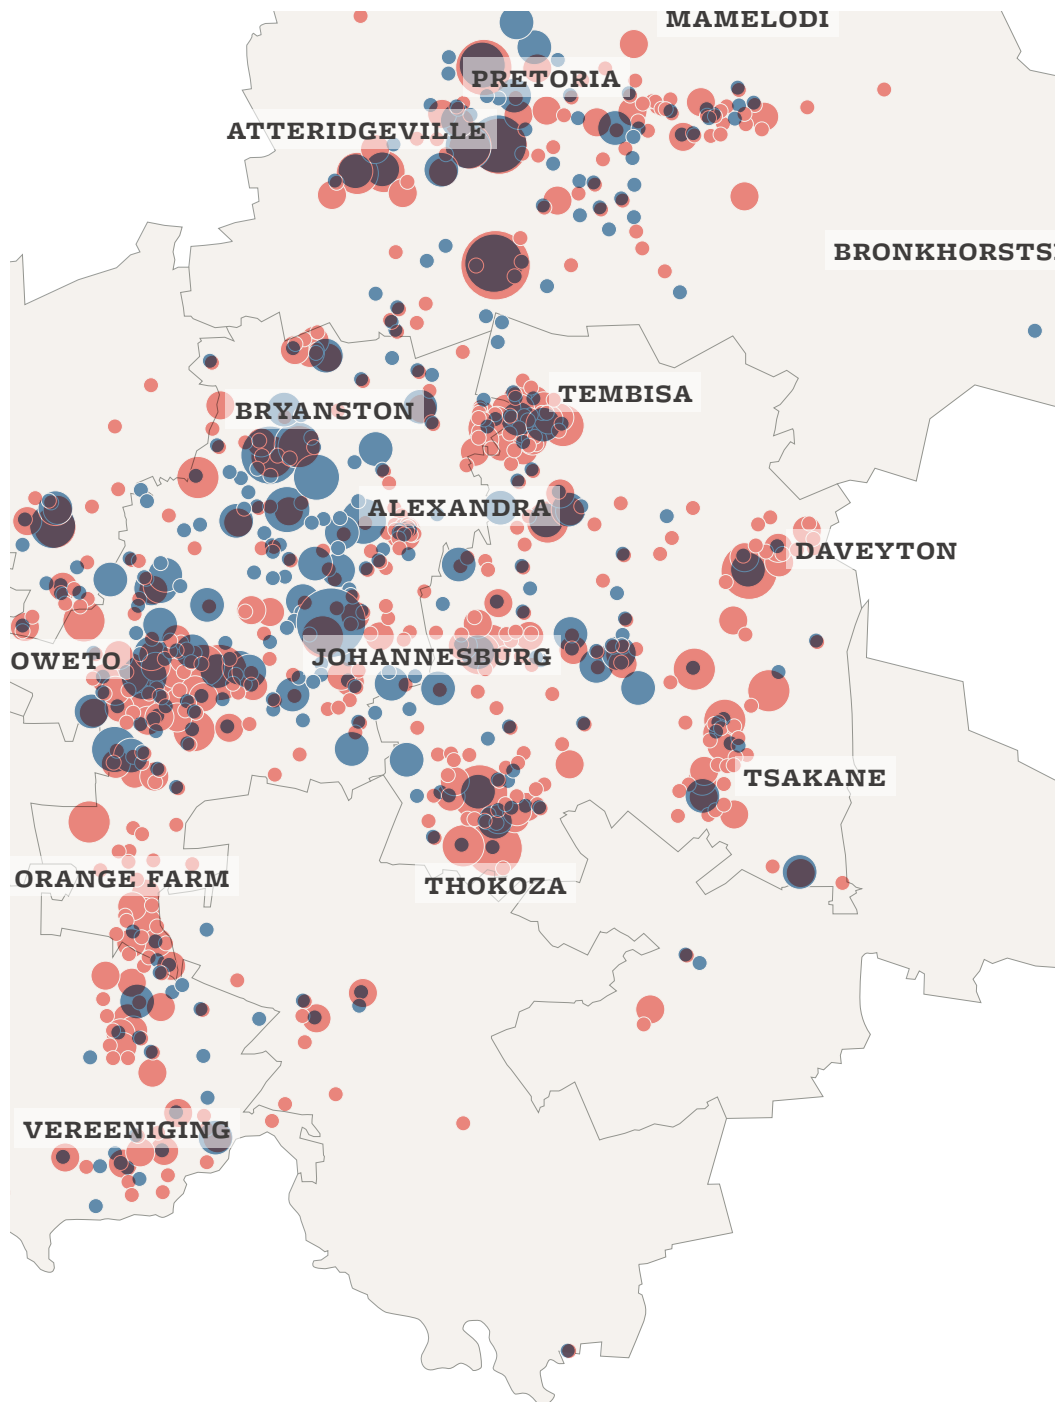 MAMELODI
PRETORIA
ATTERIDGEVILLE
BRONKHORSTS
TEMBISA
BRYANSTON
ALEXANDRA
DAVEYTON
OWETO
JOHANNESBURG
TSAKANE
ORANGE FARM
THOKOZA
VEREENIGING